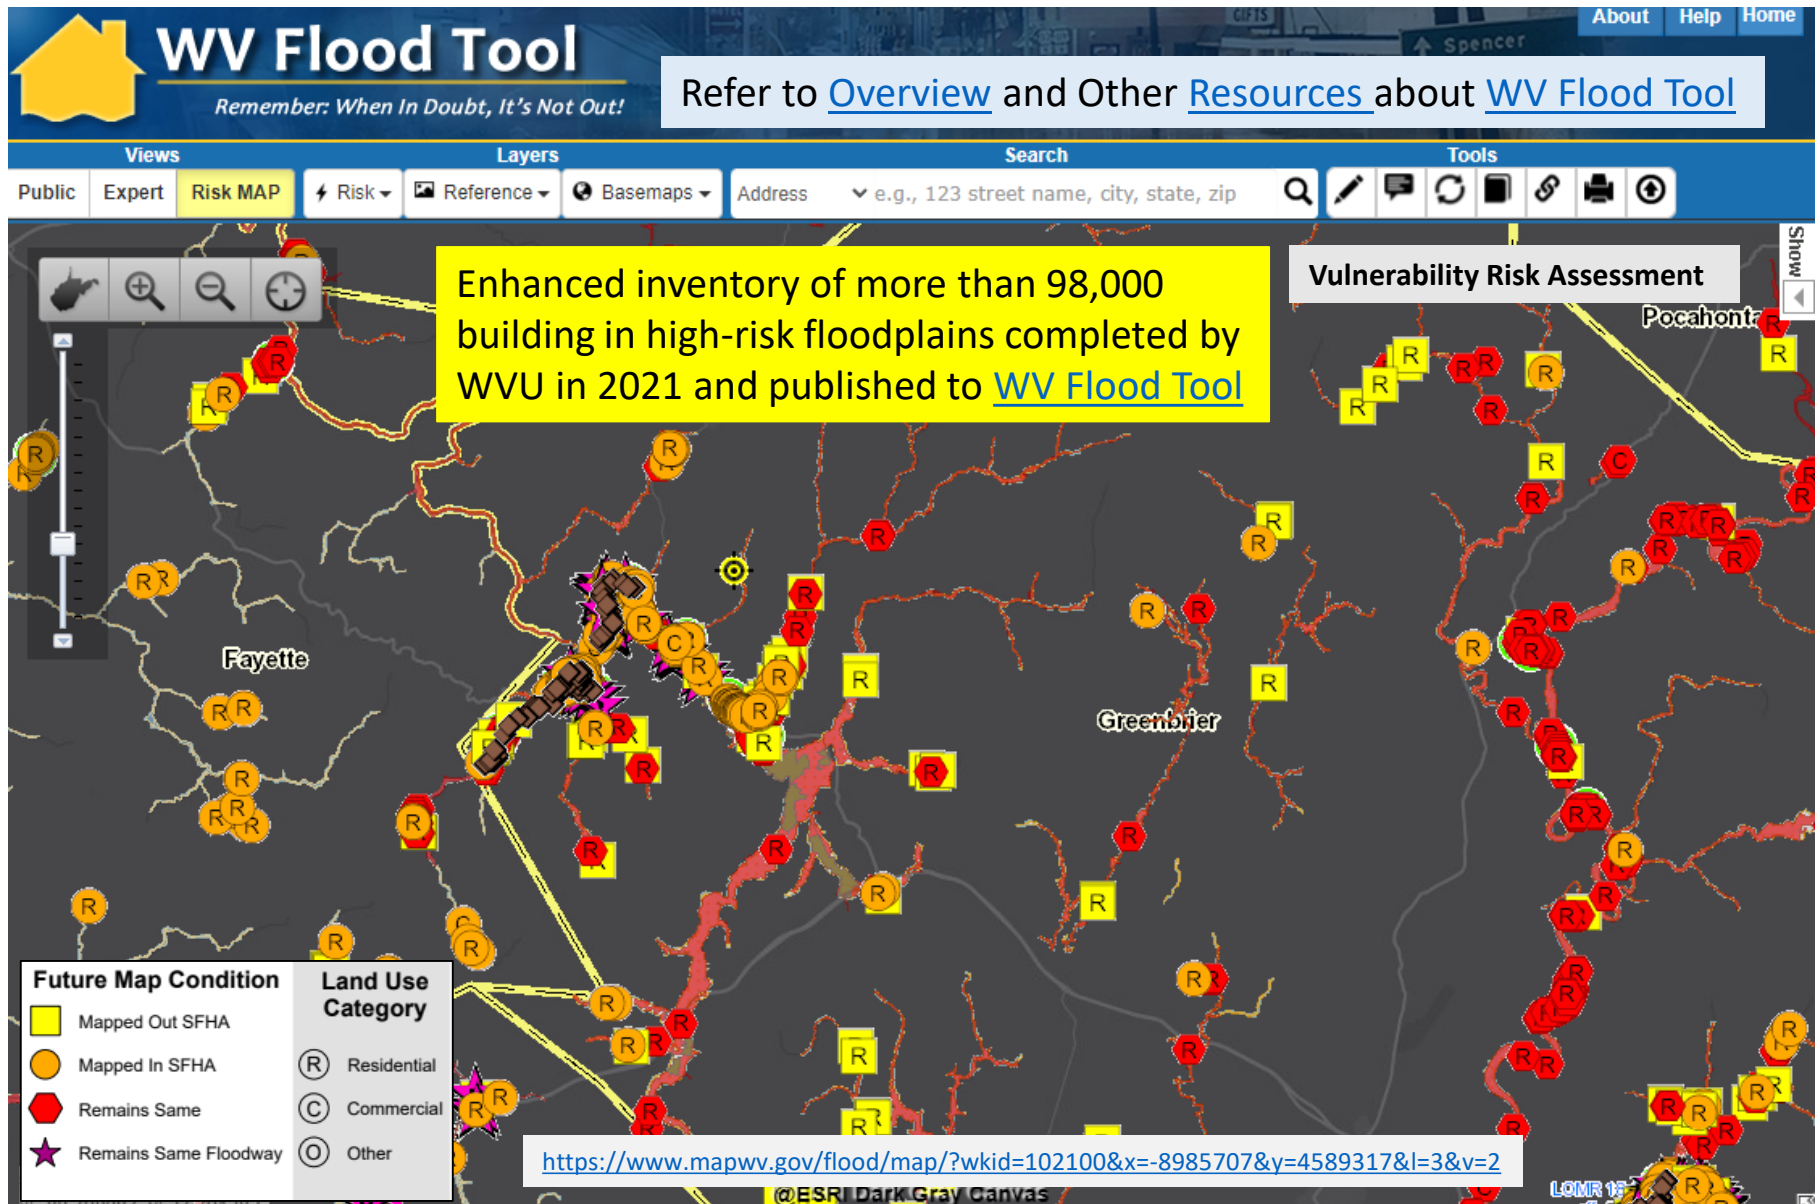 WV Flood Tool
Remember: When In Doubt, It's Not Out!
GIFTS
Spencer
About Help Home
Refer to Overview and Other Resources about WV Flood Tool
Views Layers Search Tools
Public Expert Risk MAP Risk Reference Basemaps Address e.g., 123 street name, city, state, zip
Show
Enhanced inventory of more than 98,000
building in high-risk floodplains completed by
WVU in 2021 and published to WV Flood Tool
Vulnerability Risk Assessment
Pocahonta
Fayette
Greenbrier
Future Map Condition
Mapped Out SFHA
Mapped In SFHA
Remains Same
Remains Same Floodway
Land Use
Category
R Residential
C Commercial
O Other
https://www.mapwv.gov/flood/map/?wkid=102100&x=-8985707&y=4589317&l=3&v=2
@ESRI Dark Gray Canvas
LOMR